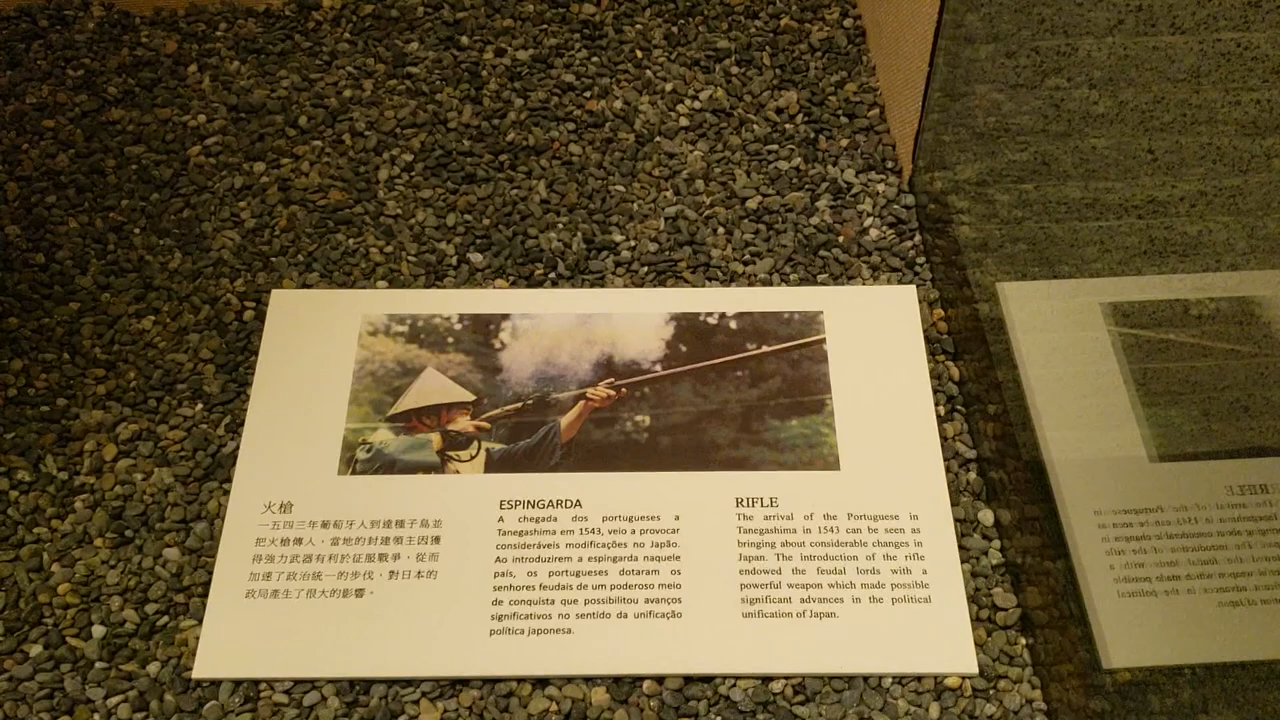 火槍
一五四三年葡萄牙人到達種子島並
把火槍傳人，當地的封建領主因獲
得強力武器有利於征服戰爭，從而
加速了政治統一的步伐，對日本的
政局產生了很大的影響。
ESPINGARDA
A chegada dos portugueses a
Tanegashima em 1543, veio a provocar
consideráveis modificações no Japão.
Ao introduzirem a espingarda naquele
país, os portugueses dotaram os
senhores feudais de um poderoso meio
de conquista que possibilitou avanços
significativos no sentido da unificação
política japonesa.
RIFLE
The arrival of the Portuguese in
Tanegashima in 1543 can be seen as
bringing about considerable changes in
Japan. The introduction of the rifle
endowed the feudal lords with a
powerful weapon which made possible
significant advances in the political
unification of Japan.